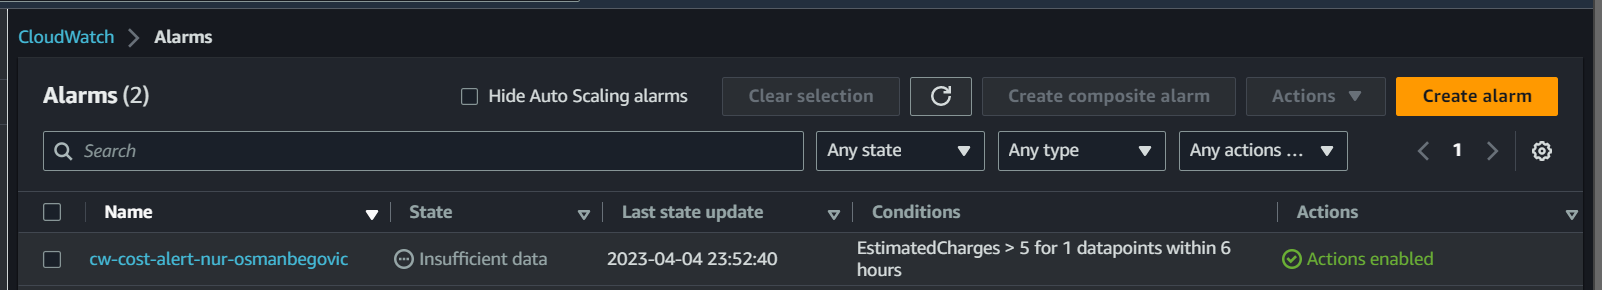 CloudWatch > Alarms
Alarms (2)
Hide Auto Scaling alarms
Clear selection
Create composite alarm
Actions
Create alarm
Search
Any state
Any type
Any actions ...
1
Name
State
Last state update
Conditions
Actions
cw-cost-alert-nur-osmanbegovic
Insufficient data
2023-04-04 23:52:40
EstimatedCharges > 5 for 1 datapoints within 6
hours
Actions enabled